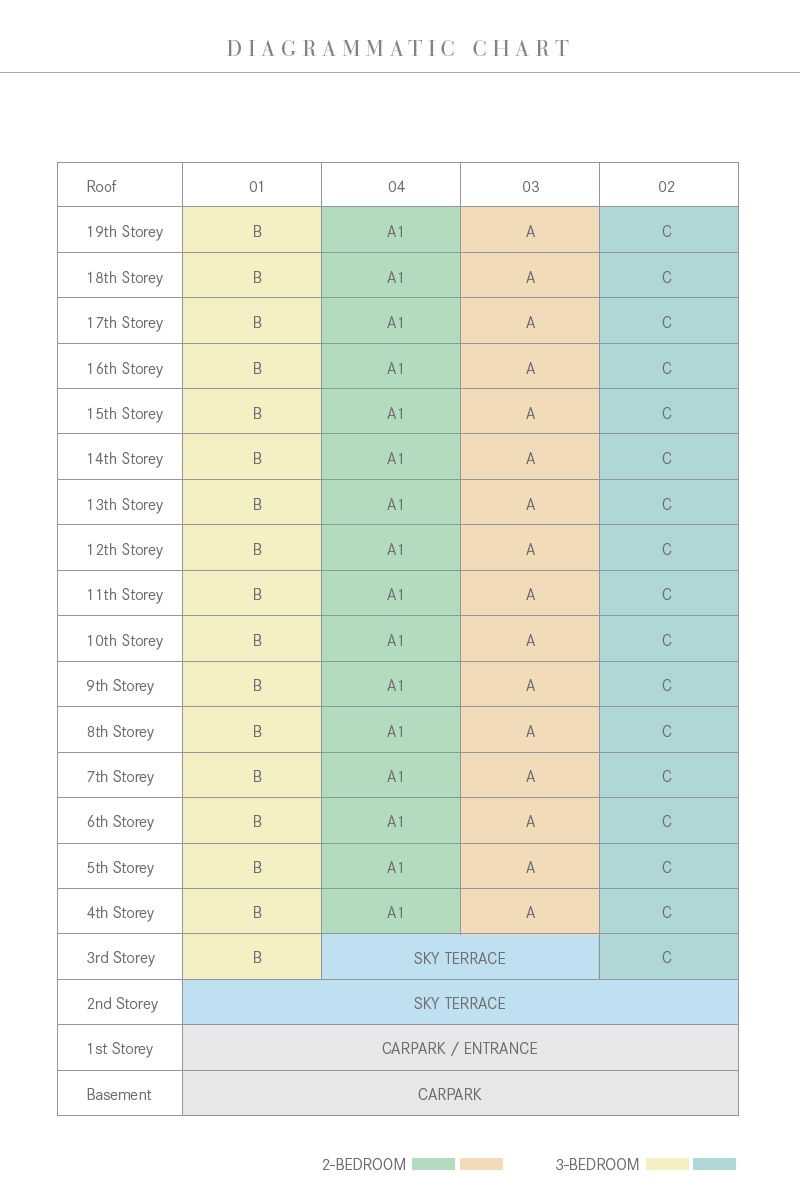 DIAGRAMMATIC CHART
Roof 01 04 03 02
19th Storey B A1 A C
18th Storey B A1 A C
17th Storey B A1 A C
16th Storey B A1 A C
15th Storey B A1 A C
14th Storey B A1 A C
13th Storey B A1 A C
12th Storey B A1 A C
11th Storey B A1 A C
10th Storey B A1 A C
9th Storey B A1 A C
8th Storey B A1 A C
7th Storey B A1 A C
6th Storey B A1 A C
5th Storey B A1 A C
4th Storey B A1 A C
3rd Storey B SKY TERRACE C
2nd Storey SKY TERRACE
1st Storey CARPARK / ENTRANCE
Basement CARPARK
2-BEDROOM 3-BEDROOM